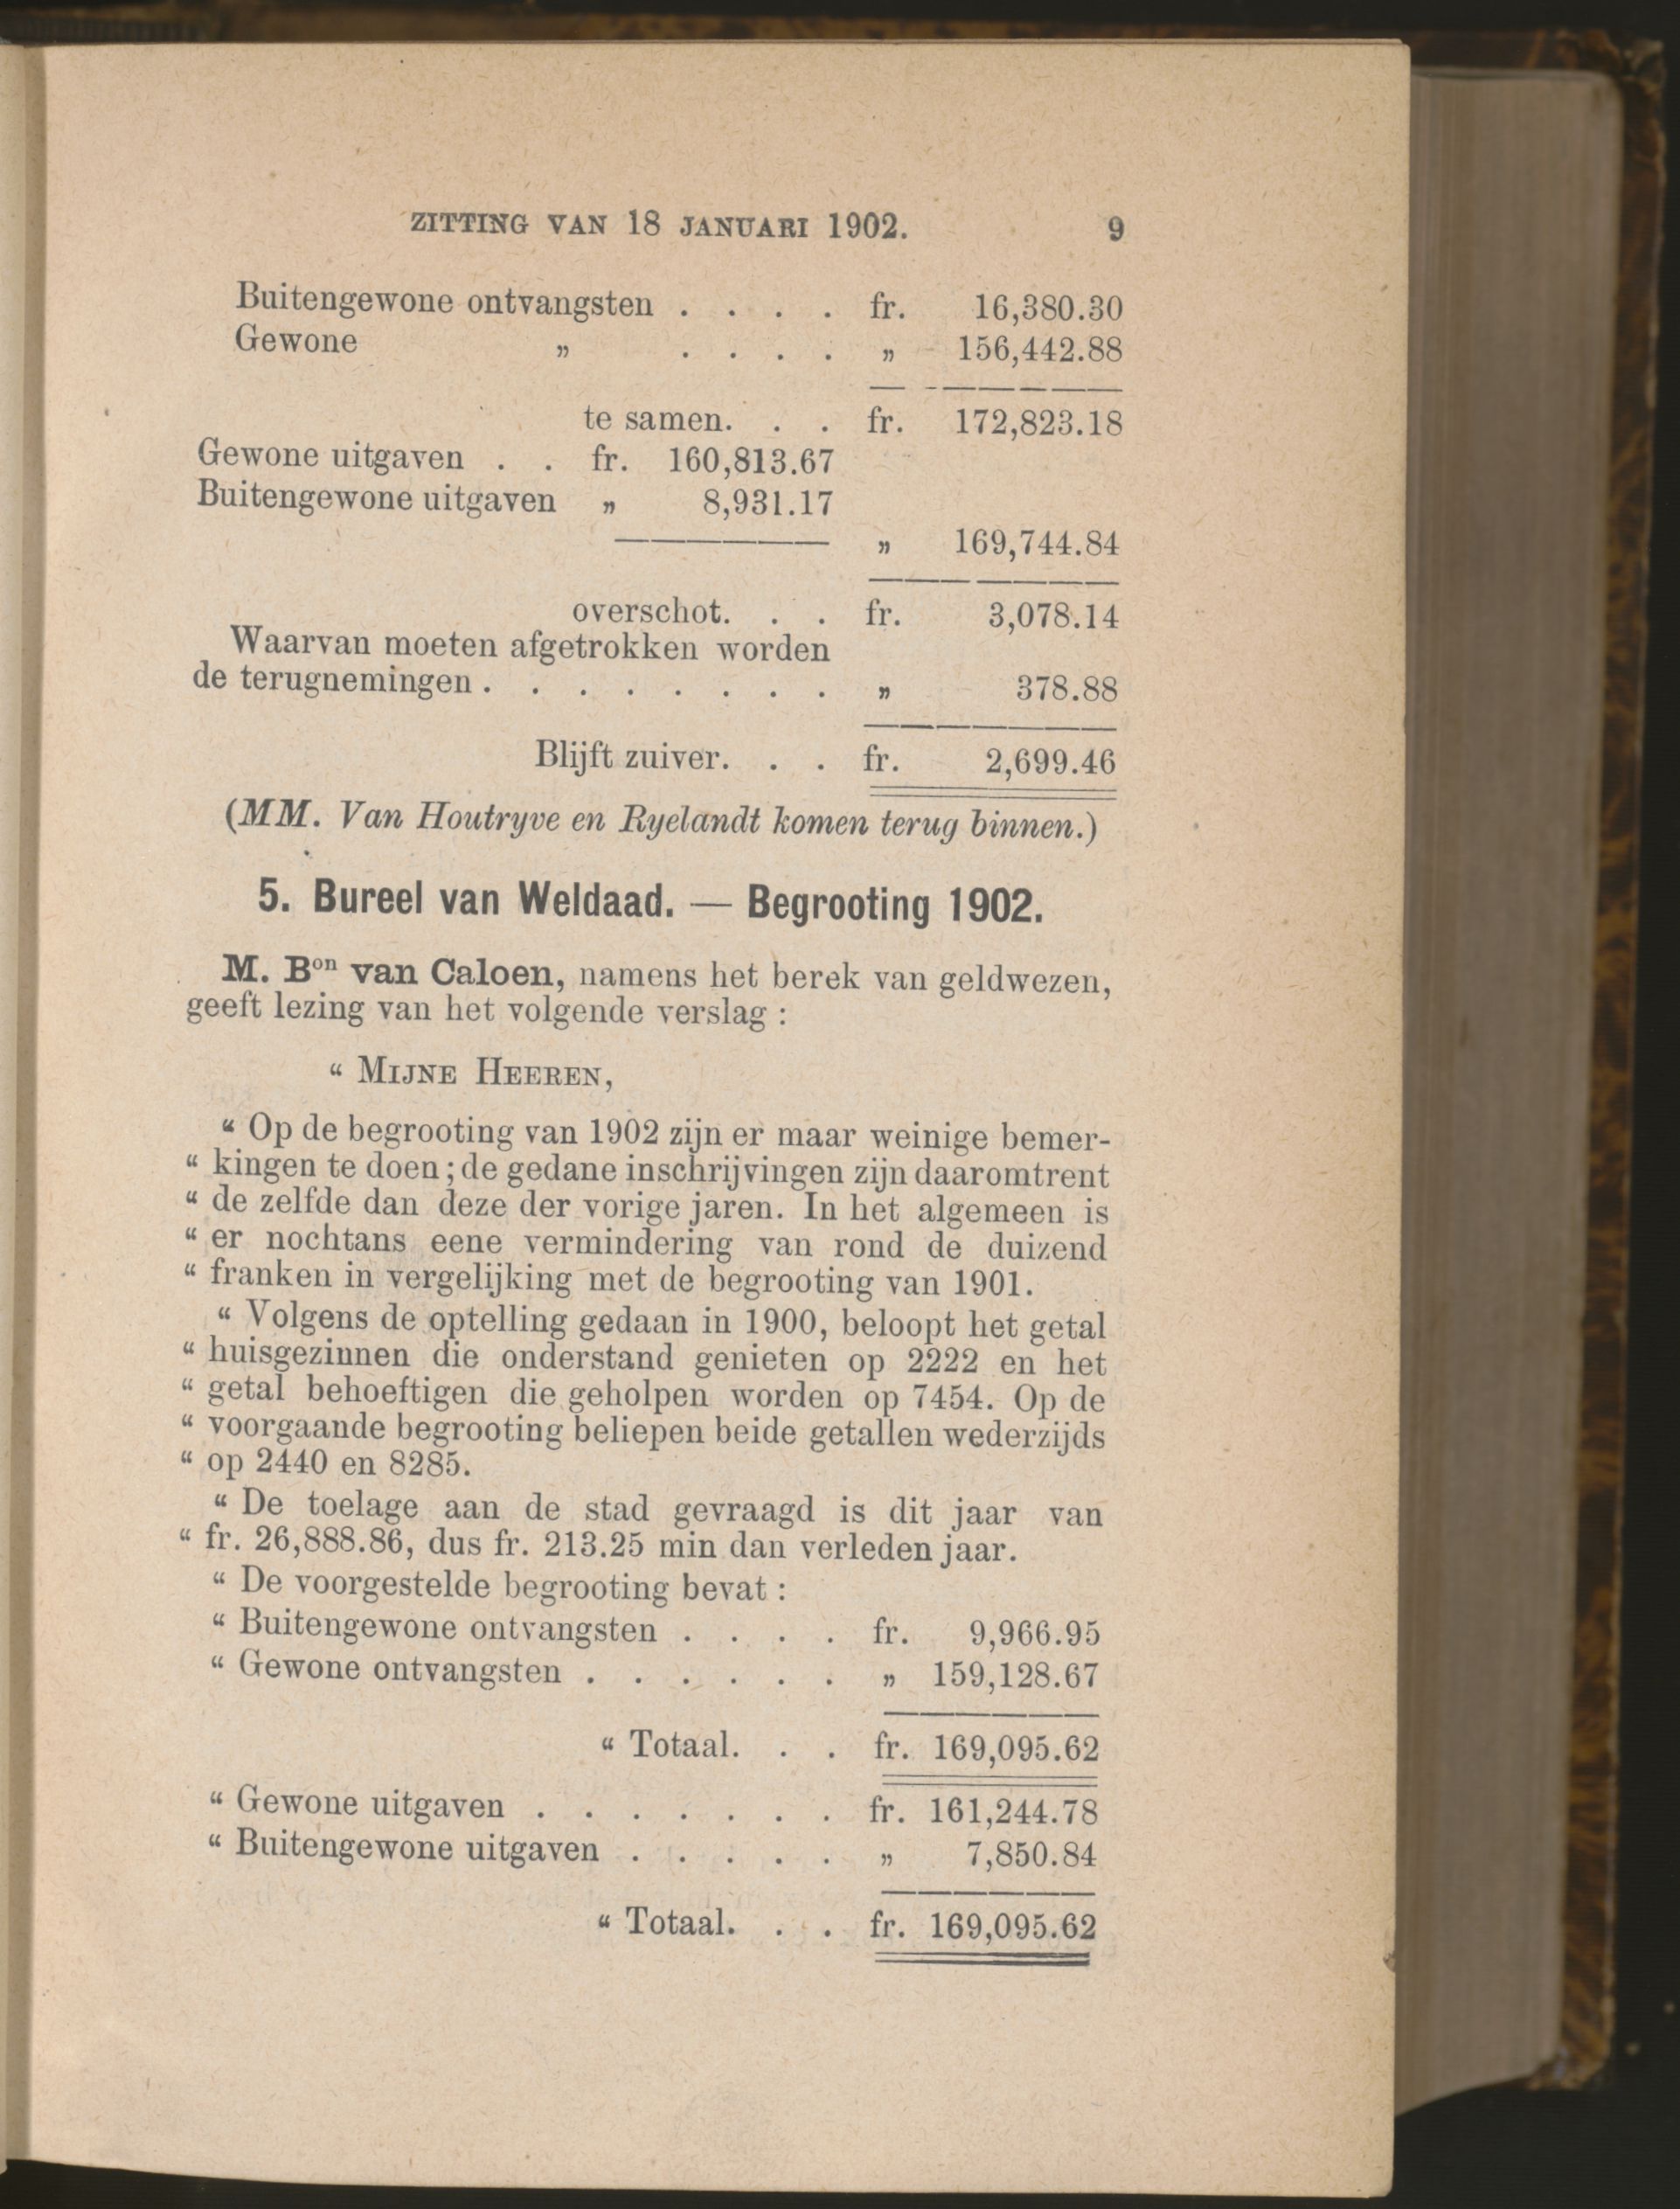 ZITTING VAN 18 JANUARI 1902. 9
Buitengewone ontvangsten . . . . fr. 16,380.30
Gewone „ . . . . „ 156,442.88
te samen. . . fr. 172,823.18
Gewone uitgaven . . fr. 160,813.67
Buitengewone uitgaven „ 8,931.17
„ 169,744.84
overschot. . . fr. 3,078.14
Waarvan moeten afgetrokken worden
de terugnemingen . . . . . . . . „ 378.88
Blijft zuiver. . . fr. 2,699.46
(MM. Van Houtryve en Ryelandt komen terug binnen.)
5. Bureel van Weldaad. — Begrooting 1902.
M. Bon van Caloen, namens het berek van geldwezen,
geeft lezing van het volgende verslag :
“ MIJNE HEEREN,
“ Op de begrooting van 1902 zijn er maar weinige bemer-
“ kingen te doen ; de gedane inschrijvingen zijn daaromtrent
“ de zelfde dan deze der vorige jaren. In het algemeen is
“ er nochtans eene vermindering van rond de duizend
“ franken in vergelijking met de begrooting van 1901.
“ Volgens de optelling gedaan in 1900, beloopt het getal
“ huisgezinnen die onderstand genieten op 2222 en het
“ getal behoeftigen die geholpen worden op 7454. Op de
“ voorgaande begrooting beliepen beide getallen wederzijds
“ op 2440 en 8285.
“ De toelage aan de stad gevraagd is dit jaar van
“ fr. 26,888.86, dus fr. 213.25 min dan verleden jaar.
“ De voorgestelde begrooting bevat :
“ Buitengewone ontvangsten . . . . fr. 9,966.95
“ Gewone ontvangsten . . . . . . „ 159,128.67
“ Totaal. . . fr. 169,095.62
“ Gewone uitgaven . . . . . . . fr. 161,244.78
“ Buitengewone uitgaven . . . . . „ 7,850.84
“ Totaal. . . fr. 169,095.62